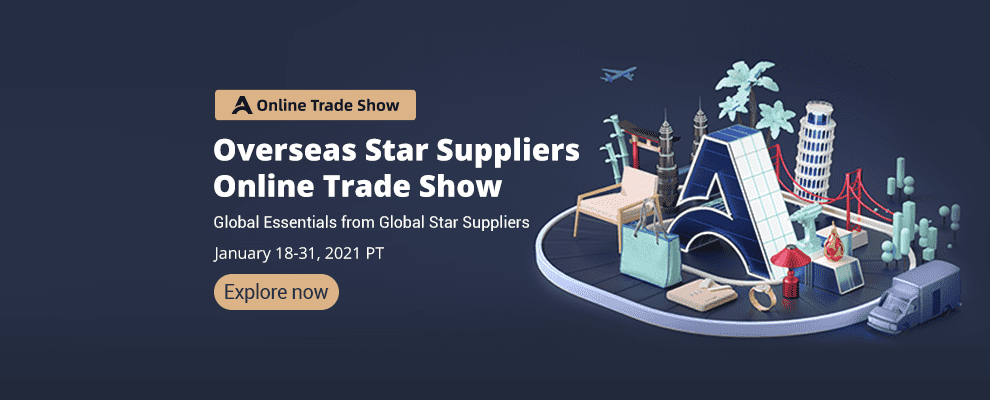 Online Trade Show
Overseas Star Suppliers
Online Trade Show
Global Essentials from Global Star Suppliers
January 18-31, 2021 PT
Explore now